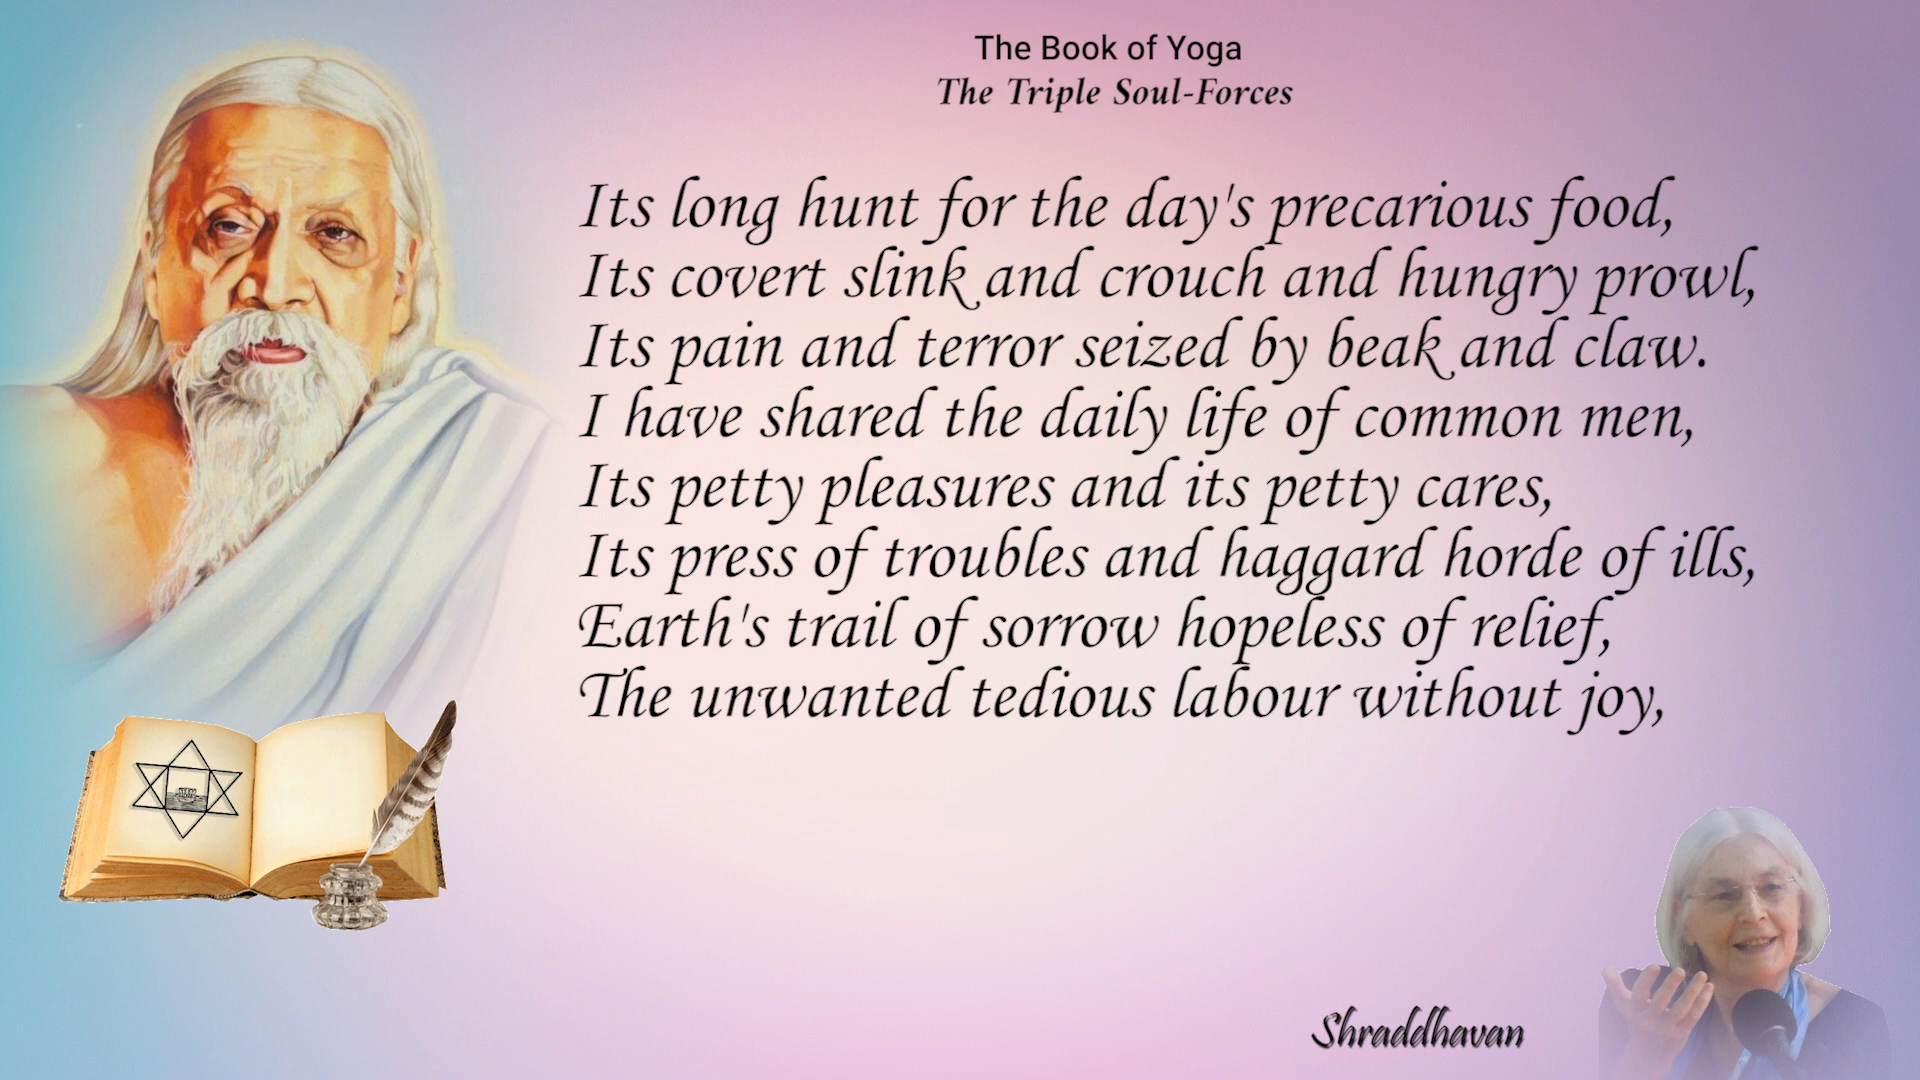 The Book of Yoga
The Triple Soul-Forces
Its long hunt for the day's precarious food,
Its covert slink and crouch and hungry prowl,
Its pain and terror seized by beak and claw.
I have shared the daily life of common men,
Its petty pleasures and its petty cares,
Its press of troubles and haggard horde of ills,
Earth's trail of sorrow hopeless of relief,
The unwanted tedious labour without joy,
Shraddhavan